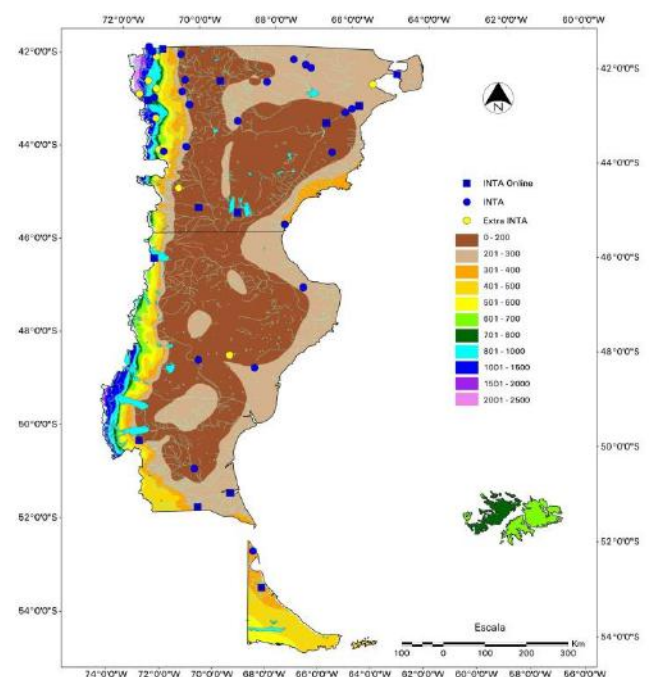 72°0'0"W 70°0'0"W 68°0'0"W 66°0'0"W 64°0'0"W 62°0'0"W 60°0'0"W
42°0'0"S 42°0'0"S
44°0'0"S 44°0'0"S
N
INTA Online
INTA
Extra INTA
0 - 200
46°0'0"S 46°0'0"S
201 - 300
301 - 400
401 - 500
501 - 600
601 - 700
701 - 800
801 - 1000
1001 - 1500
1501 - 2000
2001 - 2500
48°0'0"S 48°0'0"S
50°0'0"S 50°0'0"S
52°0'0"S 52°0'0"S
54°0'0"S 54°0'0"S
Escala
Km
100 0 100 200 300
74°0'0"W 72°0'0"W 70°0'0"W 68°0'0"W 66°0'0"W 64°0'0"W 62°0'0"W 60°0'0"W 58°0'0"W 56°0'0"W